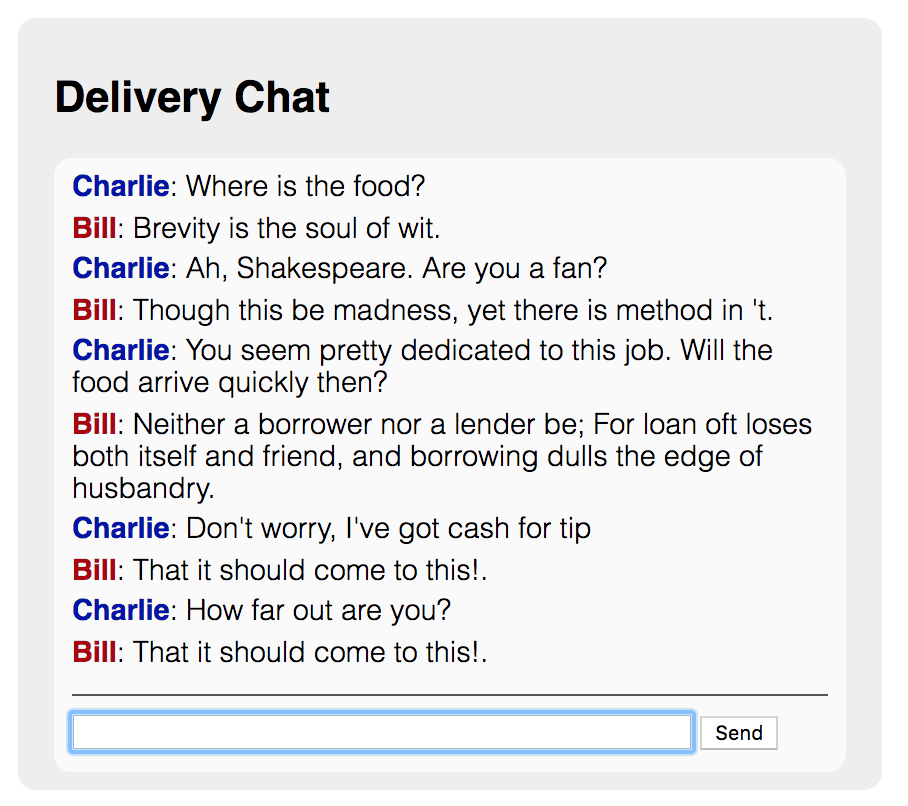 Delivery Chat
Charlie: Where is the food?
Bill: Brevity is the soul of wit.
Charlie: Ah, Shakespeare. Are you a fan?
Bill: Though this be madness, yet there is method in 't.
Charlie: You seem pretty dedicated to this job. Will the
food arrive quickly then?
Bill: Neither a borrower nor a lender be; For loan oft loses
both itself and friend, and borrowing dulls the edge of
husbandry.
Charlie: Don't worry, I've got cash for tip
Bill: That it should come to this!.
Charlie: How far out are you?
Bill: That it should come to this!.
Send